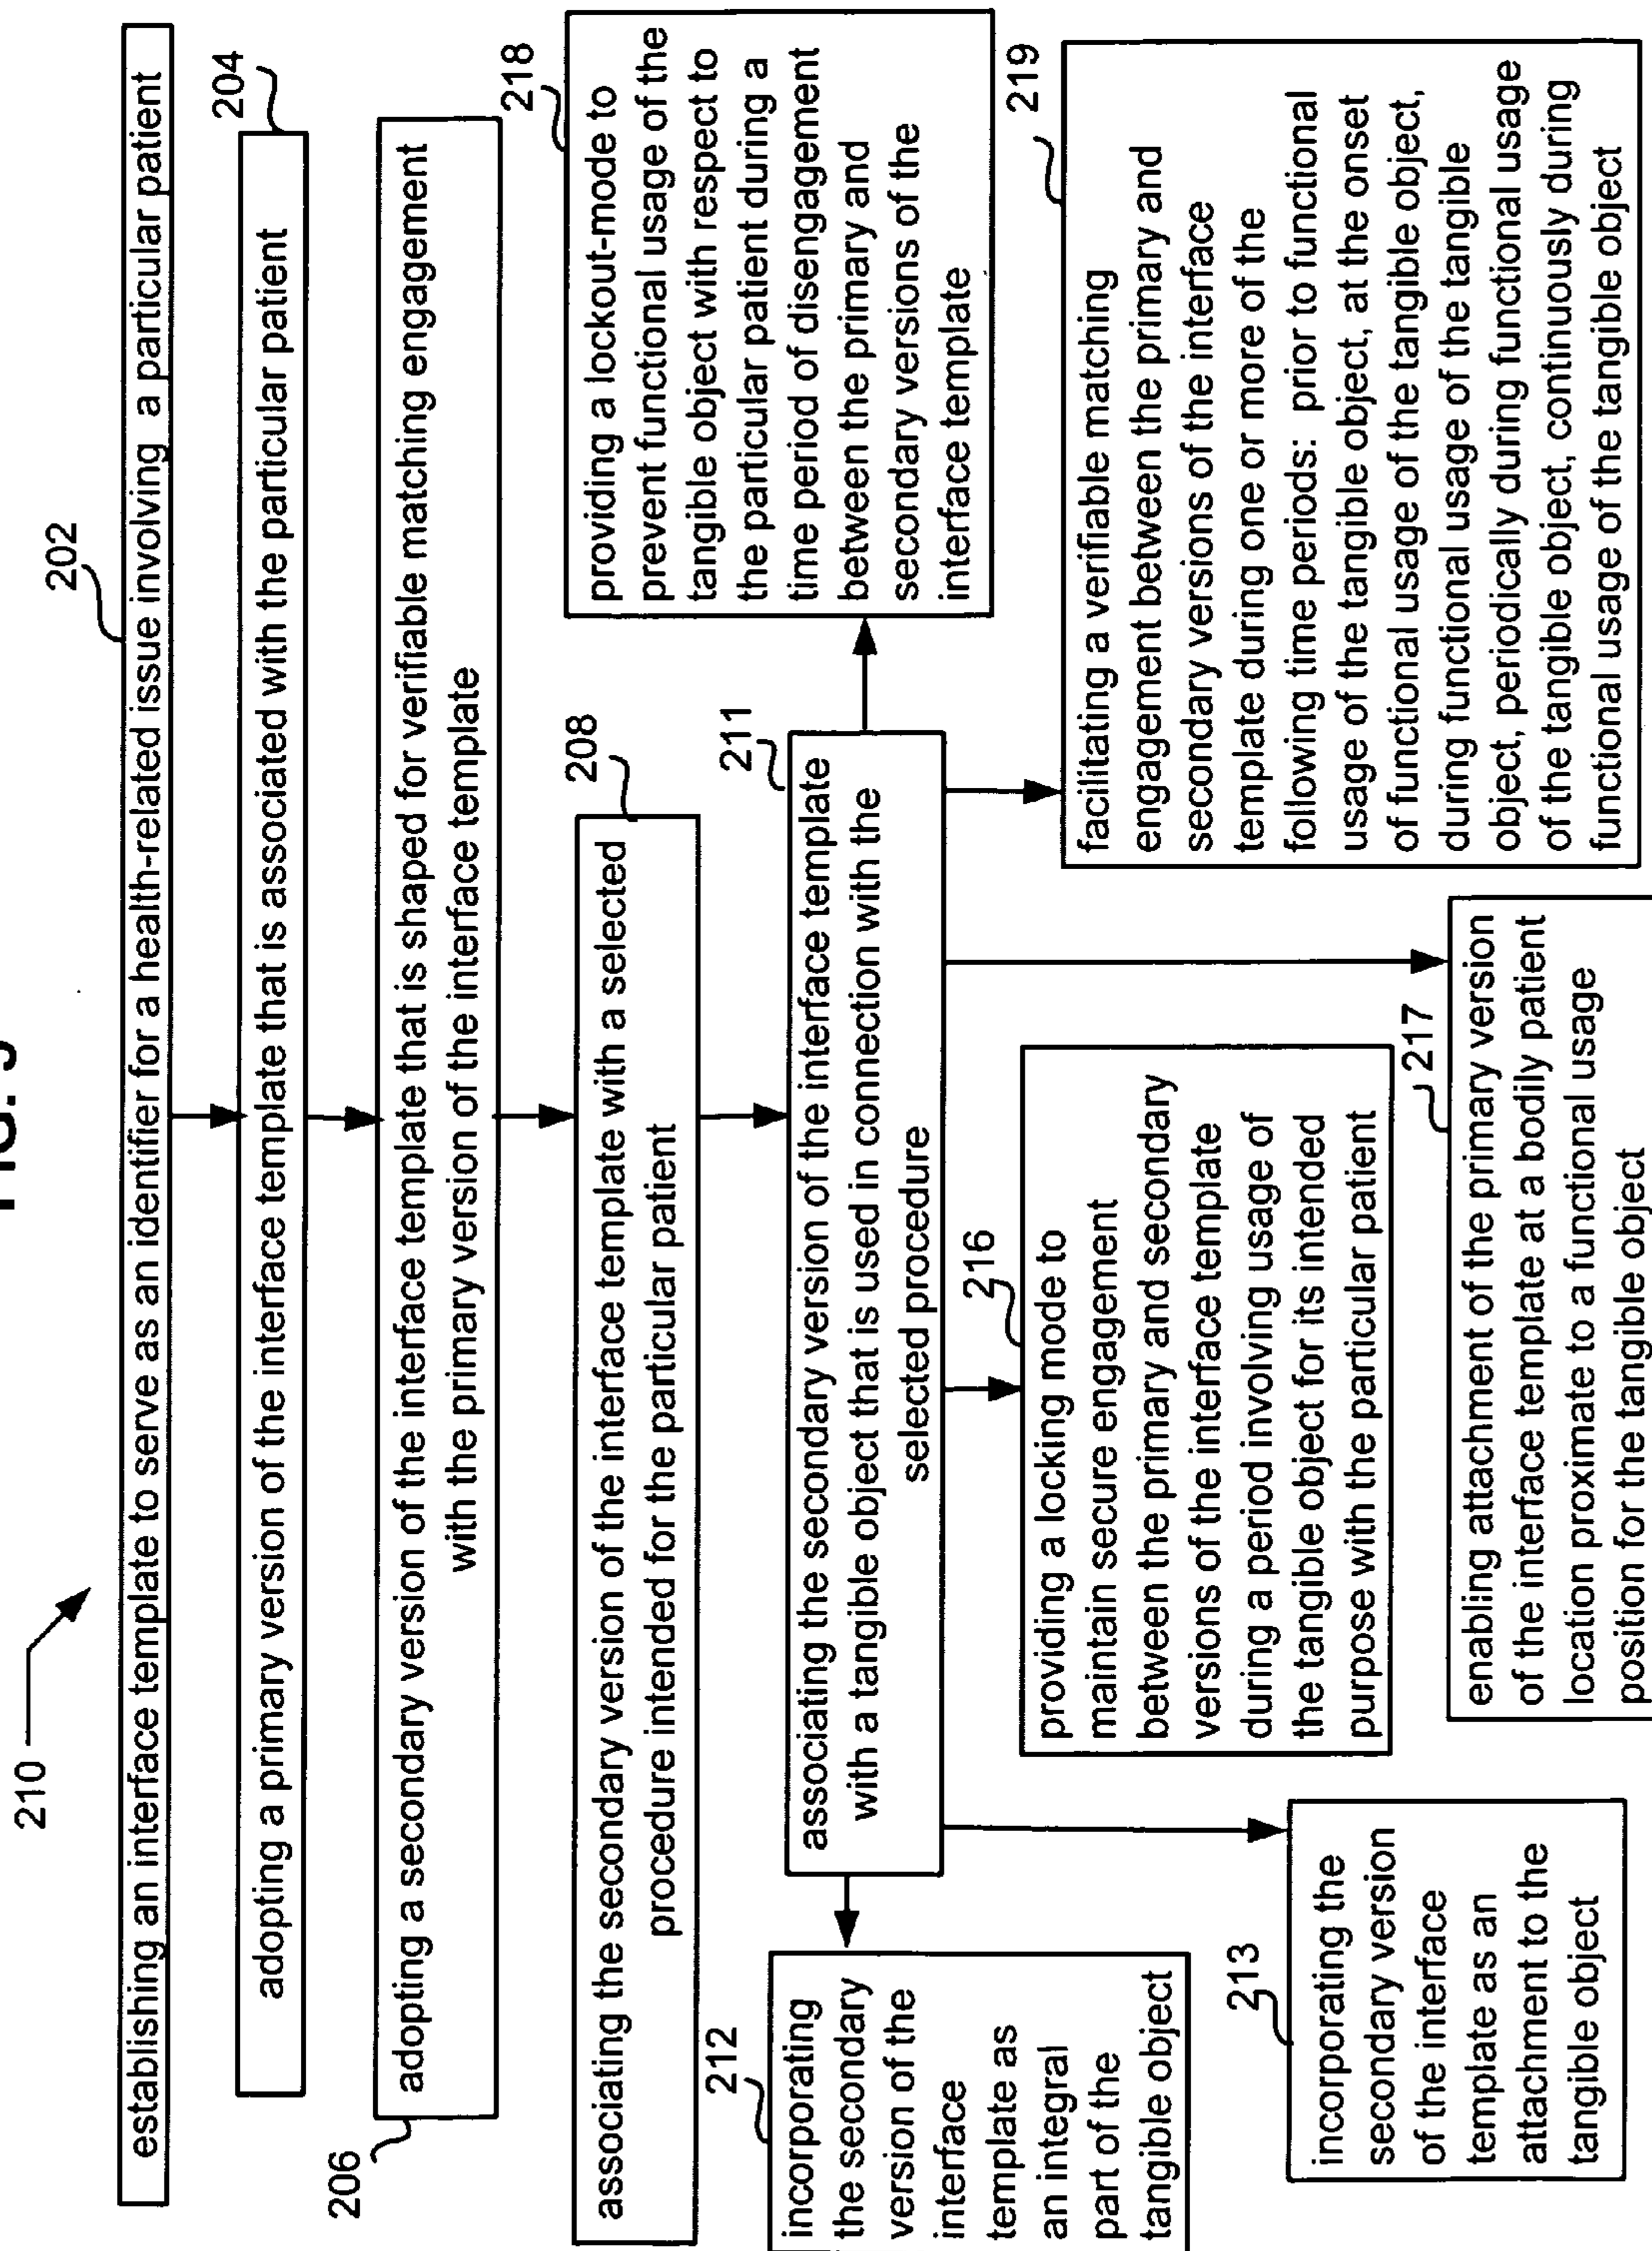 FIG. 9
210
202
establishing an interface template to serve as an identifier for a health-related issue involving a particular patient
204
adopting a primary version of the interface template that is associated with the particular patient
206
adopting a secondary version of the interface template that is shaped for verifiable matching engagement
with the primary version of the interface template
208
associating the secondary version of the interface template with a selected
procedure intended for the particular patient
211
associating the secondary version of the interface template
with a tangible object that is used in connection with the
selected procedure
212
incorporating
the secondary
version of the
interface
template as
an integral
part of the
tangible object
213
incorporating the
secondary version
of the interface
template as an
attachment to the
tangible object
216
providing a locking mode to
maintain secure engagement
between the primary and secondary
versions of the interface template
during a period involving usage of
the tangible object for its intended
purpose with the particular patient
217
enabling attachment of the primary version
of the interface template at a bodily patient
location proximate to a functional usage
position for the tangible object
218
providing a lockout-mode to
prevent functional usage of the
tangible object with respect to
the particular patient during a
time period of disengagement
between the primary and
secondary versions of the
interface template
219
facilitating a verifiable matching
engagement between the primary and
secondary versions of the interface
template during one or more of the
following time periods: prior to functional
usage of the tangible object, at the onset
of functional usage of the tangible object,
during functional usage of the tangible
object, periodically during functional usage
of the tangible object, continuously during
functional usage of the tangible object